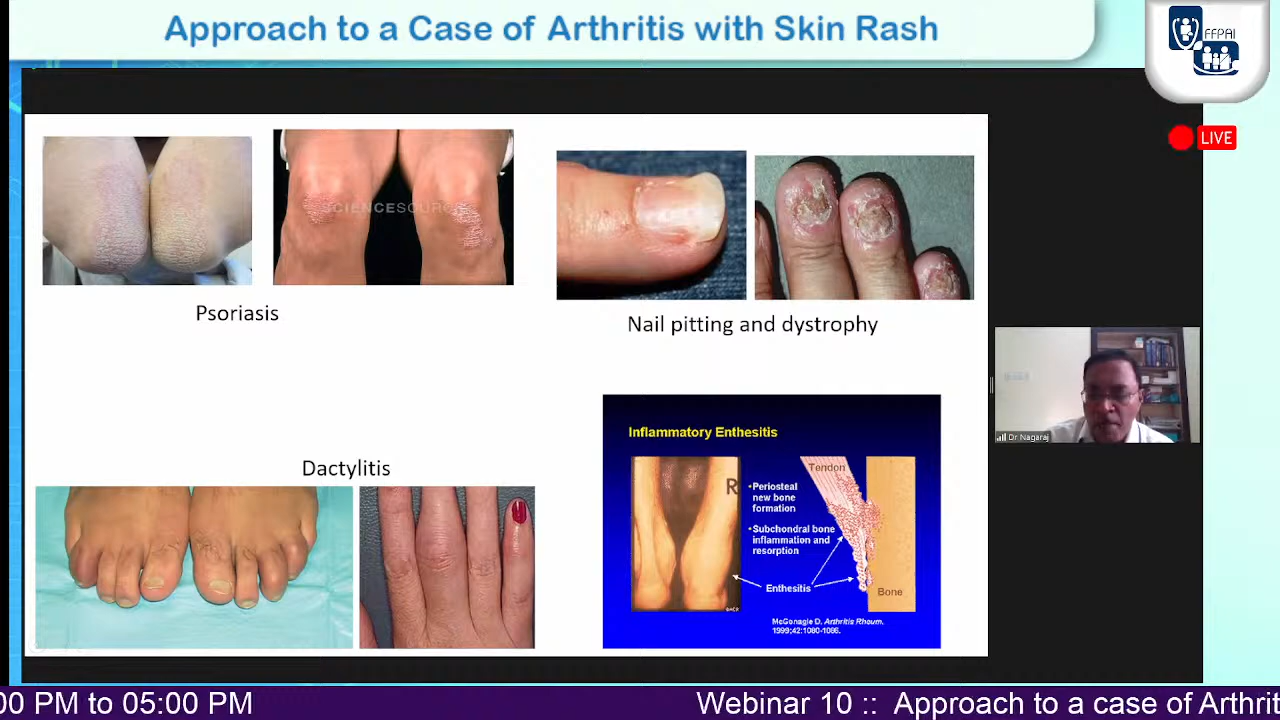 Approach to a Case of Arthritis with Skin Rash
FFPAI
LIVE
SCIENCESOURCE
Psoriasis
Nail pitting and dystrophy
Dactylitis
Inflammatory Enthesitis
R
•Periosteal
new bone
formation
•Subchondral bone
inflammation and
resorption
Enthesitis
Tendon
Bone
McGonagle D. Arthritis Rheum.
1999;42:1080-1086.
Dr Nagaraj
00 PM to 05:00 PM
Webinar 10 :: Approach to a case of Arthrit